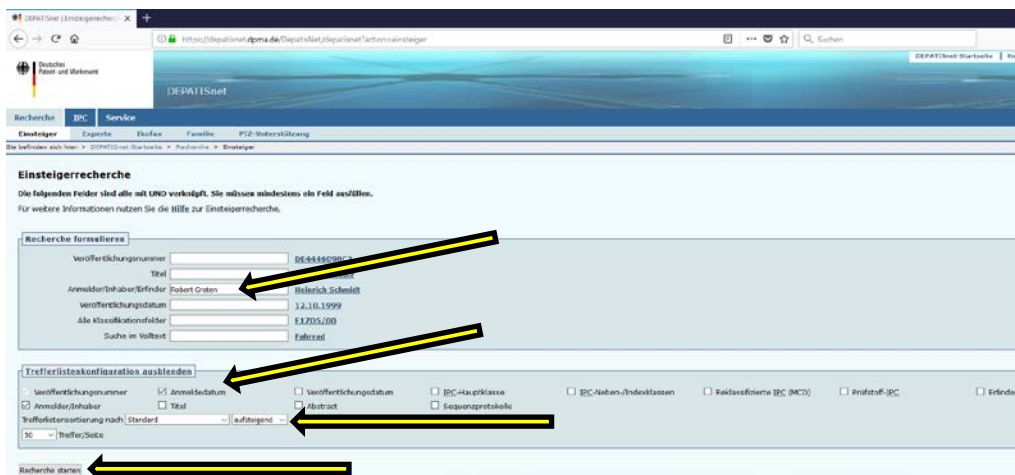 DEPATISnet | Einsteigerrecherc
https://depatisnet.dpma.de/DepatisNet/depatisnet?action=einsteiger
Suchen
Deutsches
Patent- und Markenamt
DEPATISnet-Startseite
DEPATISnet
Recherche IPC Service
Einsteiger Experte Ikofax Familie PIZ-Unterstützung
Sie befinden sich hier: > DEPATISnet-Startseite > Recherche > Einsteiger
Einsteigerrecherche
Die folgenden Felder sind alle mit UND verknüpft. Sie müssen mindestens ein Feld ausfüllen.
Für weitere Informationen nutzen Sie die Hilfe zur Einsteigerrecherche.
Recherche formulieren
Veröffentlichungsnummer
Titel
Anmelder/Inhaber/Erfinder Robert Groten Heinrich Schmidt
Veröffentlichungsdatum 12.10.1999
Alle Klassifikationsfelder F17D5/00
Suche im Volltext Fahrrad
Trefferlistenkonfiguration ausblenden
Veröffentlichungsnummer Anmeldedatum Veröffentlichungsdatum IPC-Hauptklasse IPC-Neben-/Indexklassen Reklassifizierte IPC (MCD) Prüfstoff-IPC Erfinde
Anmelder/Inhaber Titel Abstract Sequenzprotokolle
Trefferlistensortierung nach Standard aufsteigend
50 Treffer/Seite
Recherche starten